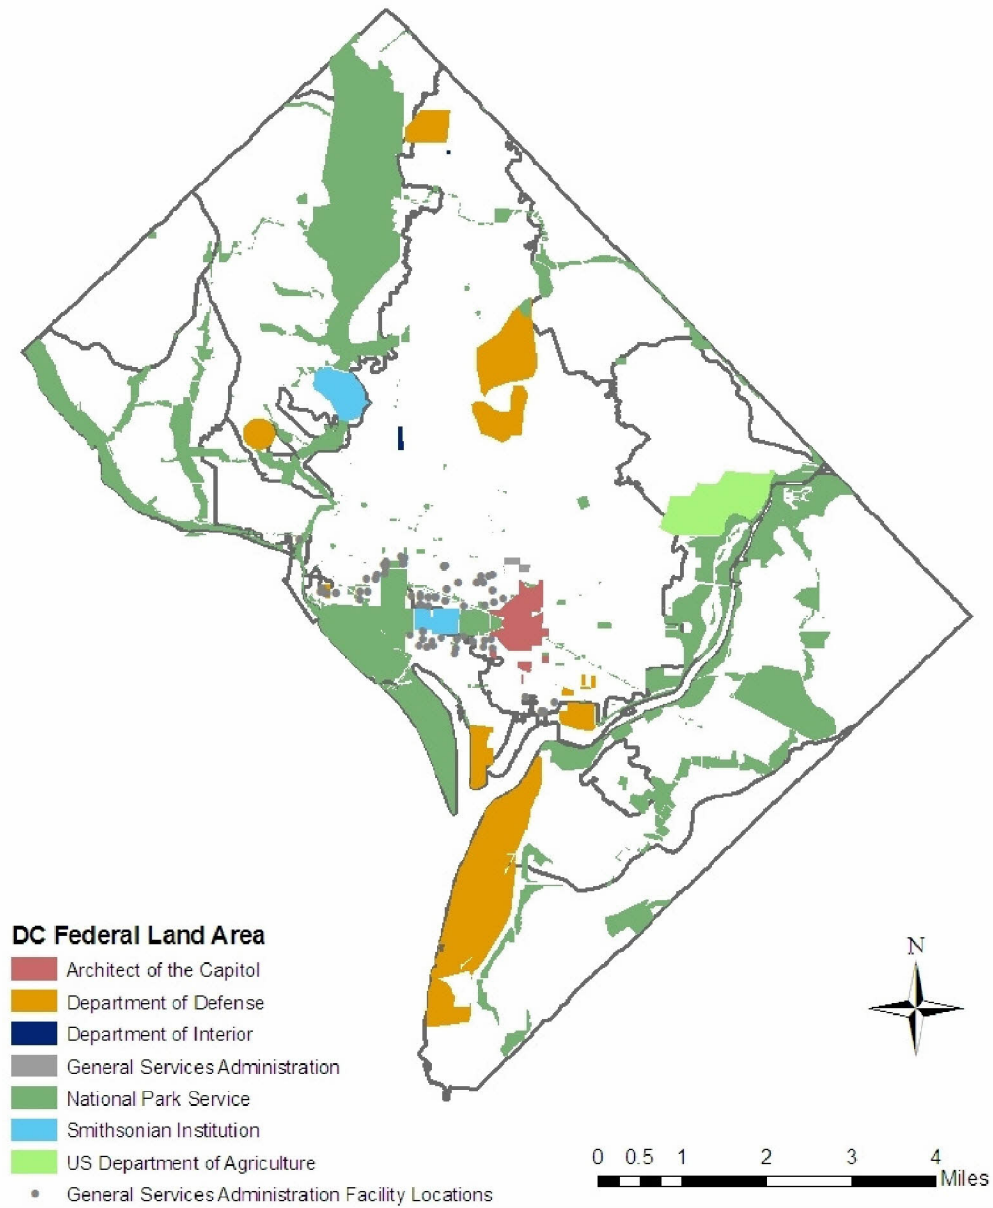 DC Federal Land Area
Architect of the Capitol
Department of Defense
Department of Interior
General Services Administration
National Park Service
Smithsonian Institution
US Department of Agriculture
General Services Administration Facility Locations
N
0 0.5 1 2 3 4
Miles